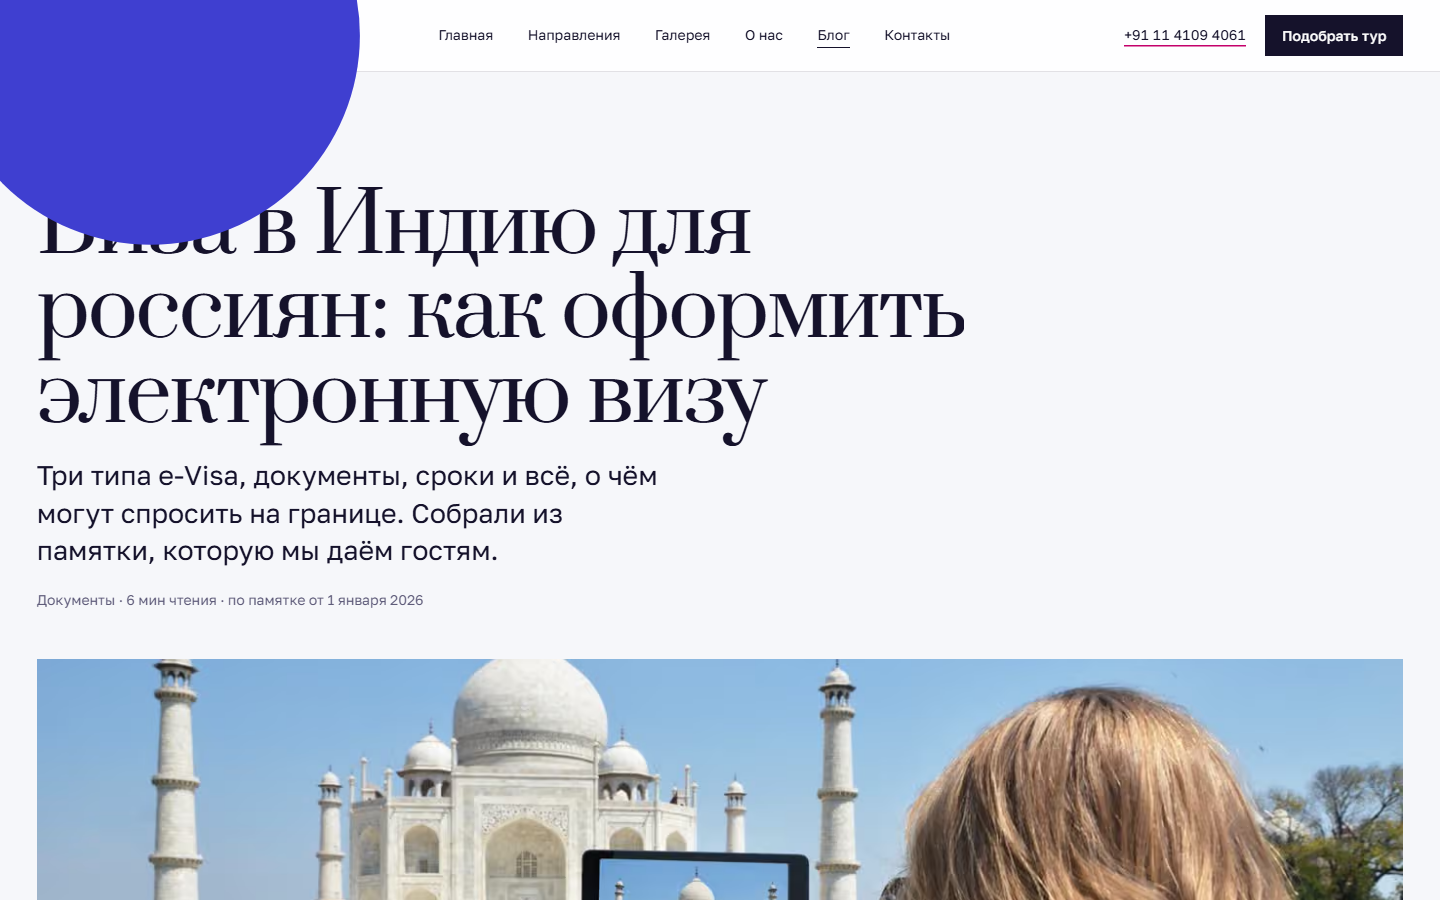 Главная
Направления
Галерея
О нас
Блог
Контакты
+91 11 4109 4061
Подобрать тур
в Индию для
россиян: как оформить
электронную визу
Три типа e-Visa, документы, сроки и всё, о чём
могут спросить на границе. Собрали из
памятки, которую мы даём гостям.
Документы · 6 мин чтения · по памятке от 1 января 2026